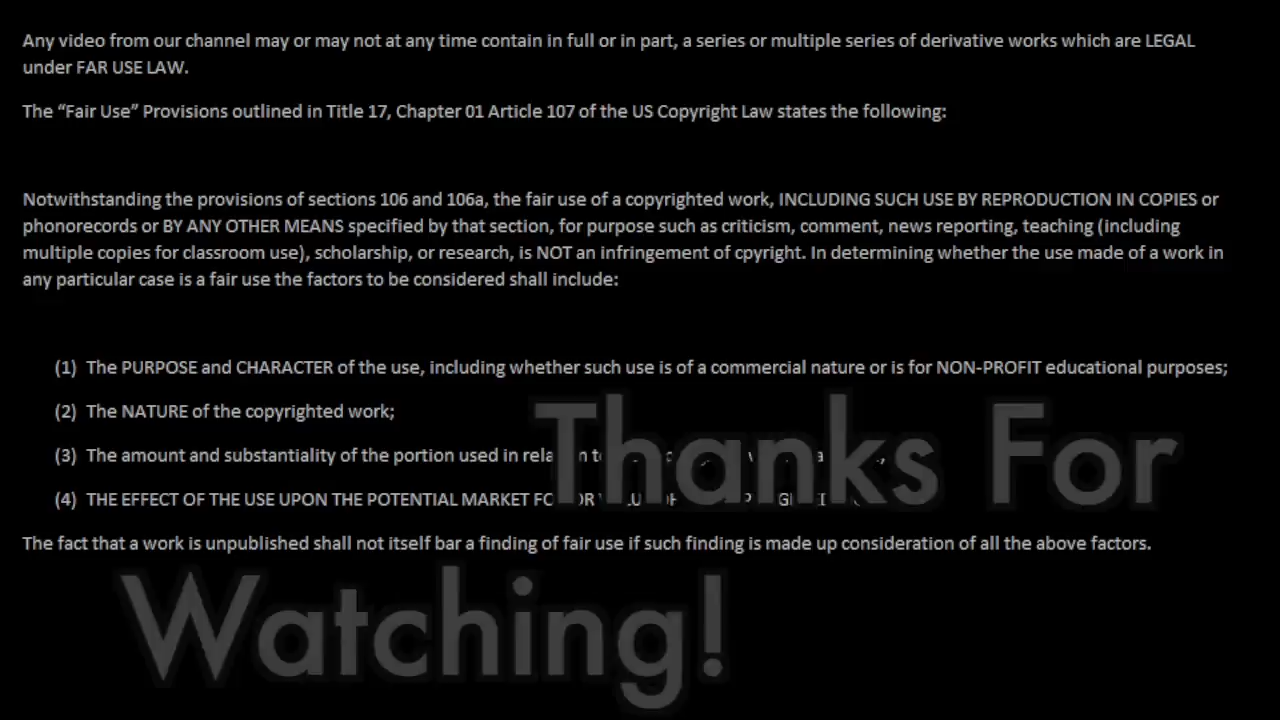 Any video from our channel may or may not at any time contain in full or in part, a series or multiple series of derivative works which are LEGAL
under FAR USE LAW.
The “Fair Use” Provisions outlined in Title 17, Chapter 01 Article 107 of the US Copyright Law states the following:
Notwithstanding the provisions of sections 106 and 106a, the fair use of a copyrighted work, INCLUDING SUCH USE BY REPRODUCTION IN COPIES or
phonorecords or BY ANY OTHER MEANS specified by that section, for purpose such as criticism, comment, news reporting, teaching (including
multiple copies for classroom use), scholarship, or research, is NOT an infringement of cpyright. In determining whether the use made of a work in
any particular case is a fair use the factors to be considered shall include:
(1) The PURPOSE and CHARACTER of the use, including whether such use is of a commercial nature or is for NON-PROFIT educational purposes;
(2) The NATURE of the copyrighted work;
(3) The amount and substantiality of the portion used in
(4) THE EFFECT OF THE USE UPON THE POTENTIAL MARKET
The fact that a work is unpublished shall not itself bar a finding of fair use if such finding is made up consideration of all the above factors.
Thanks For
Watching!